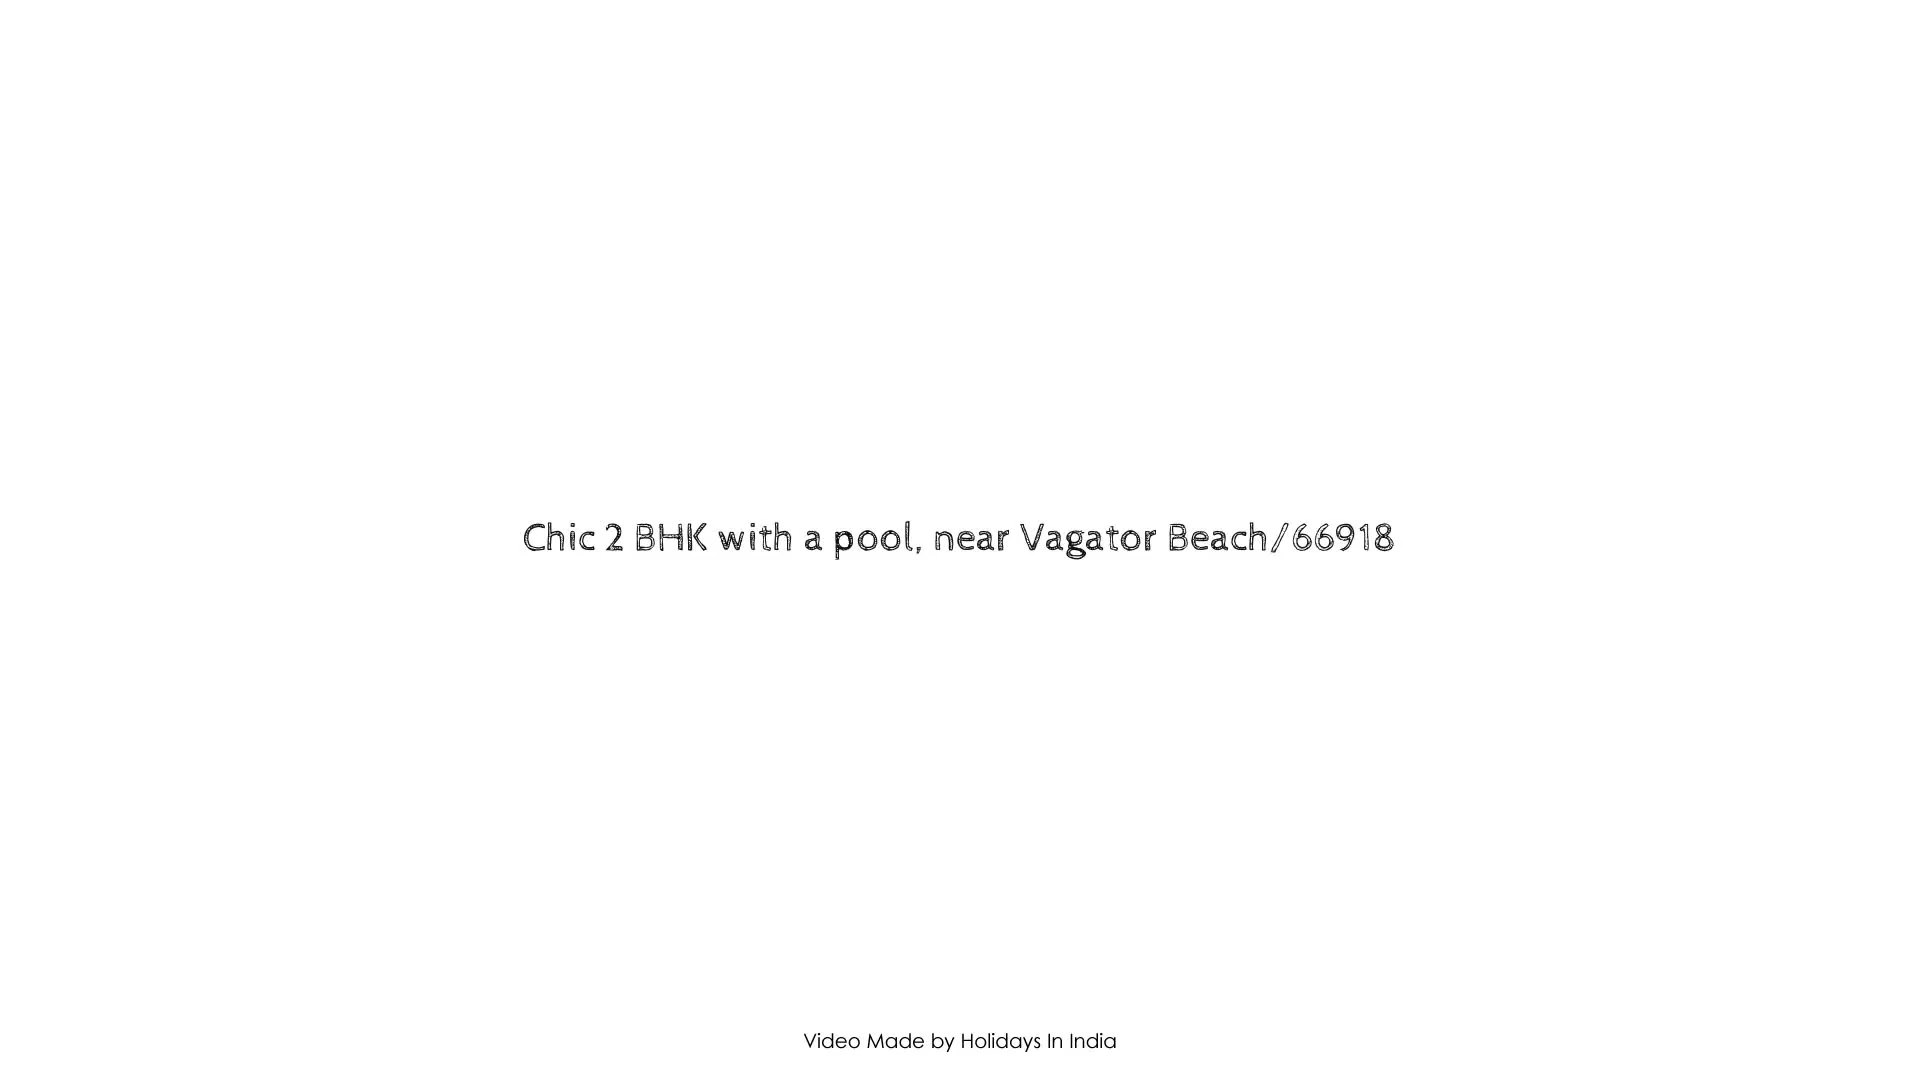 Chic 2 BHK with a pool, near Vagator Beach/66918
Video Made by Holidays In India